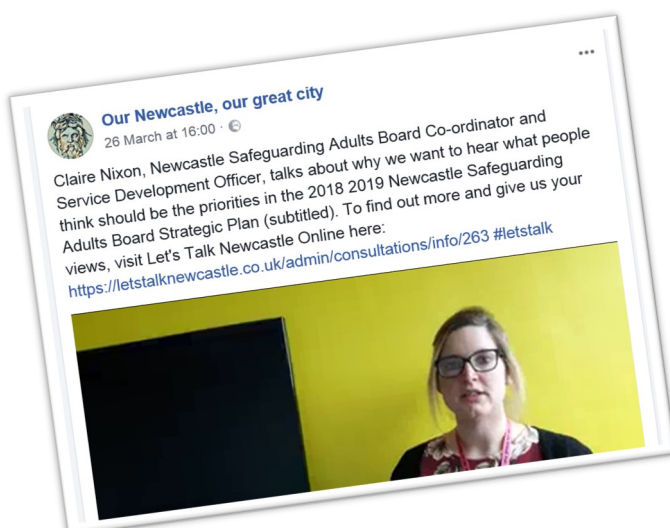 Our Newcastle, our great city
26 March at 16:00 ·
Claire Nixon, Newcastle Safeguarding Adults Board Co-ordinator and
Service Development Officer, talks about why we want to hear what people
think should be the priorities in the 2018 2019 Newcastle Safeguarding
Adults Board Strategic Plan (subtitled). To find out more and give us your
views, visit Let's Talk Newcastle Online here:
https://letstalknewcastle.co.uk/admin/consultations/info/263 #letstalk